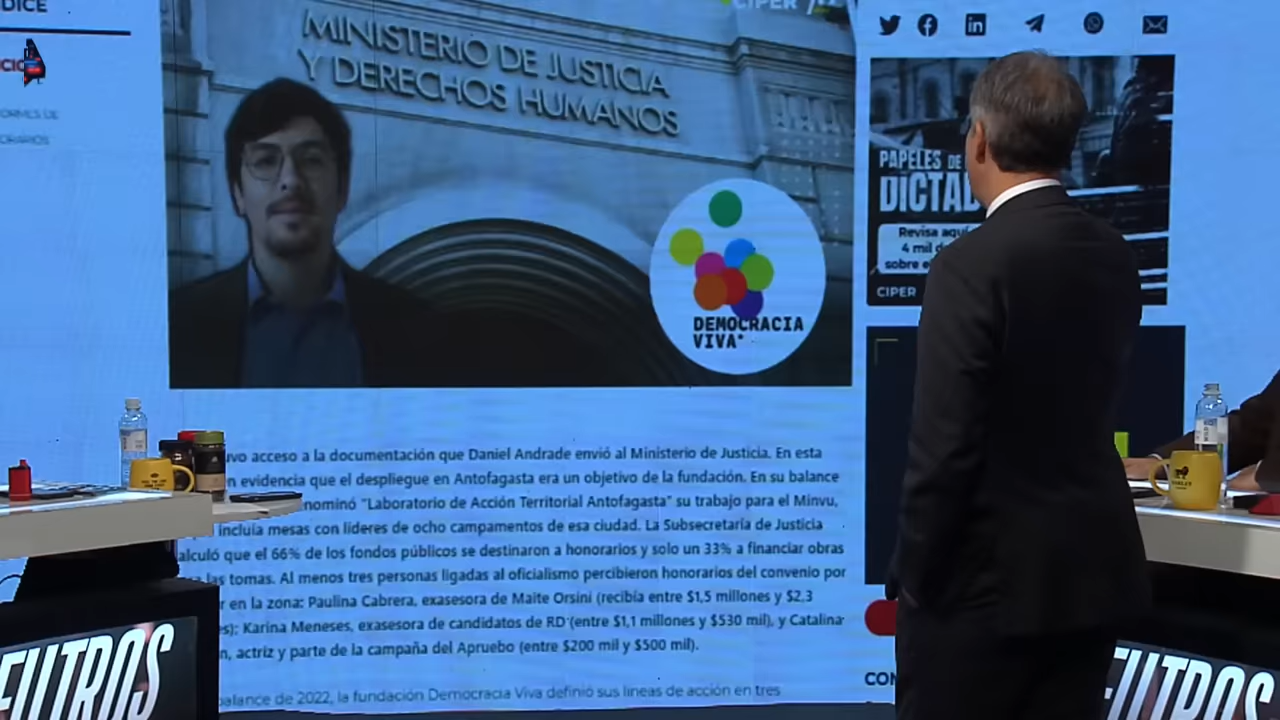 DICE
CIPER
MINISTERIO DE JUSTICIA
Y DERECHOS HUMANOS
DEMOCRACIA
VIVA
PAPELES DE
DICTAD
Revisa aquí
4 mil d
sobre e
CIPER
uvo acceso a la documentación que Daniel Andrade envió al Ministerio de Justicia. En esta
n evidencia que el despliegue en Antofagasta era un objetivo de la fundación. En su balance
nominó "Laboratorio de Acción Territorial Antofagasta" su trabajo para el Minvu,
incluía mesas con líderes de ocho campamentos de esa ciudad. La Subsecretaría de Justicia
alculó que el 66% de los fondos públicos se destinaron a honorarios y solo un 33% a financiar obras
las tomas. Al menos tres personas ligadas al oficialismo percibieron honorarios del convenio por
r en la zona: Paulina Cabrera, exasesora de Maite Orsini (recibía entre $1,5 millones y $2,3
es); Karina Meneses, exasesora de candidatos de RD (entre $1,1 millones y $530 mil), y Catalina
n, actriz y parte de la campaña del Apruebo (entre $200 mil y $500 mil).
balance de 2022, la fundación Democracia Viva definió sus líneas de acción en tres
CON
FILTROS
FILTROS